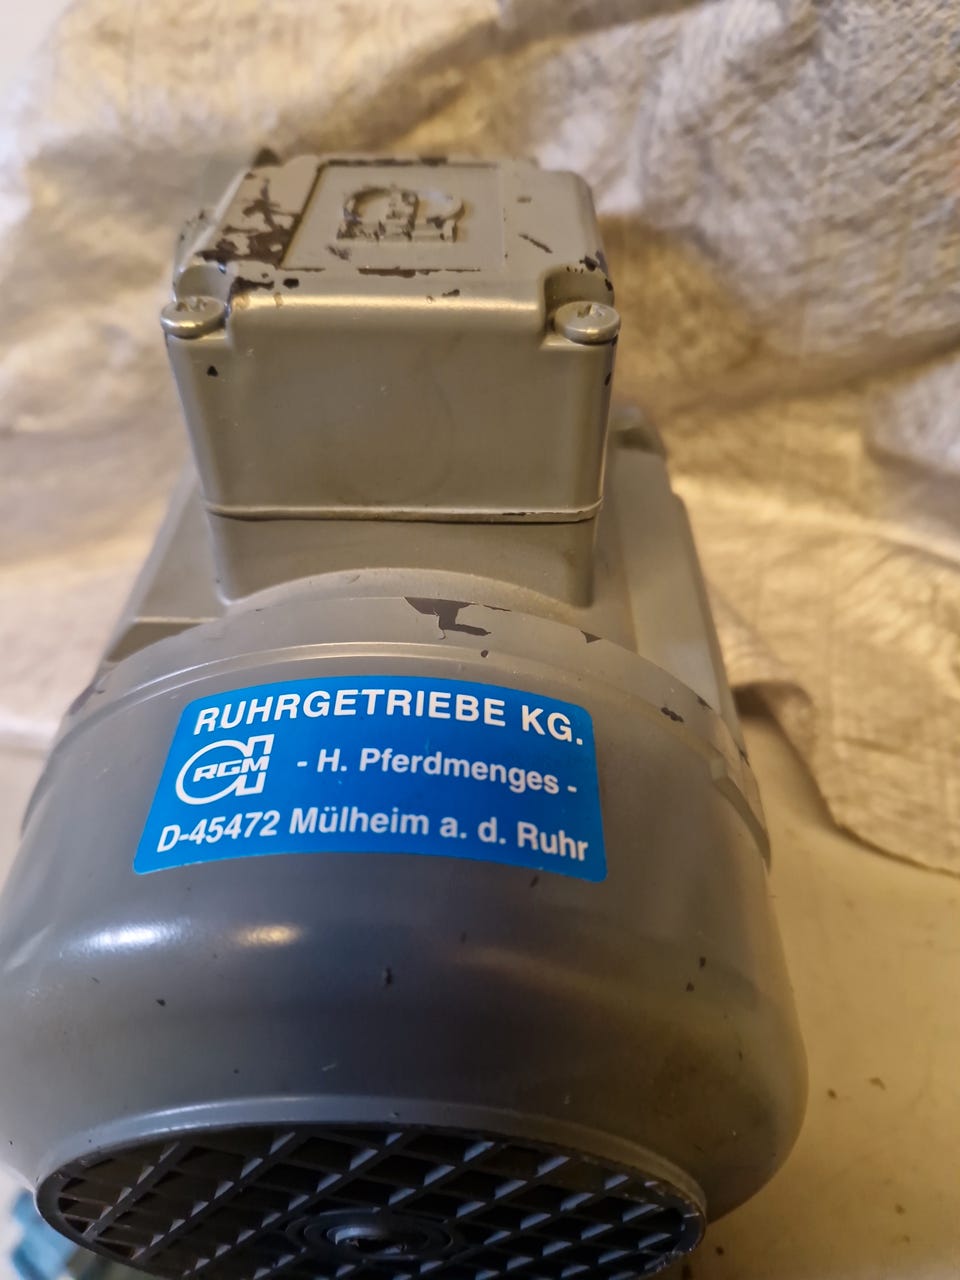 RUHRGETRIEBE KG.
RGM
- H. Pferdmenges -
D-45472 Mülheim a. d. Ruhr